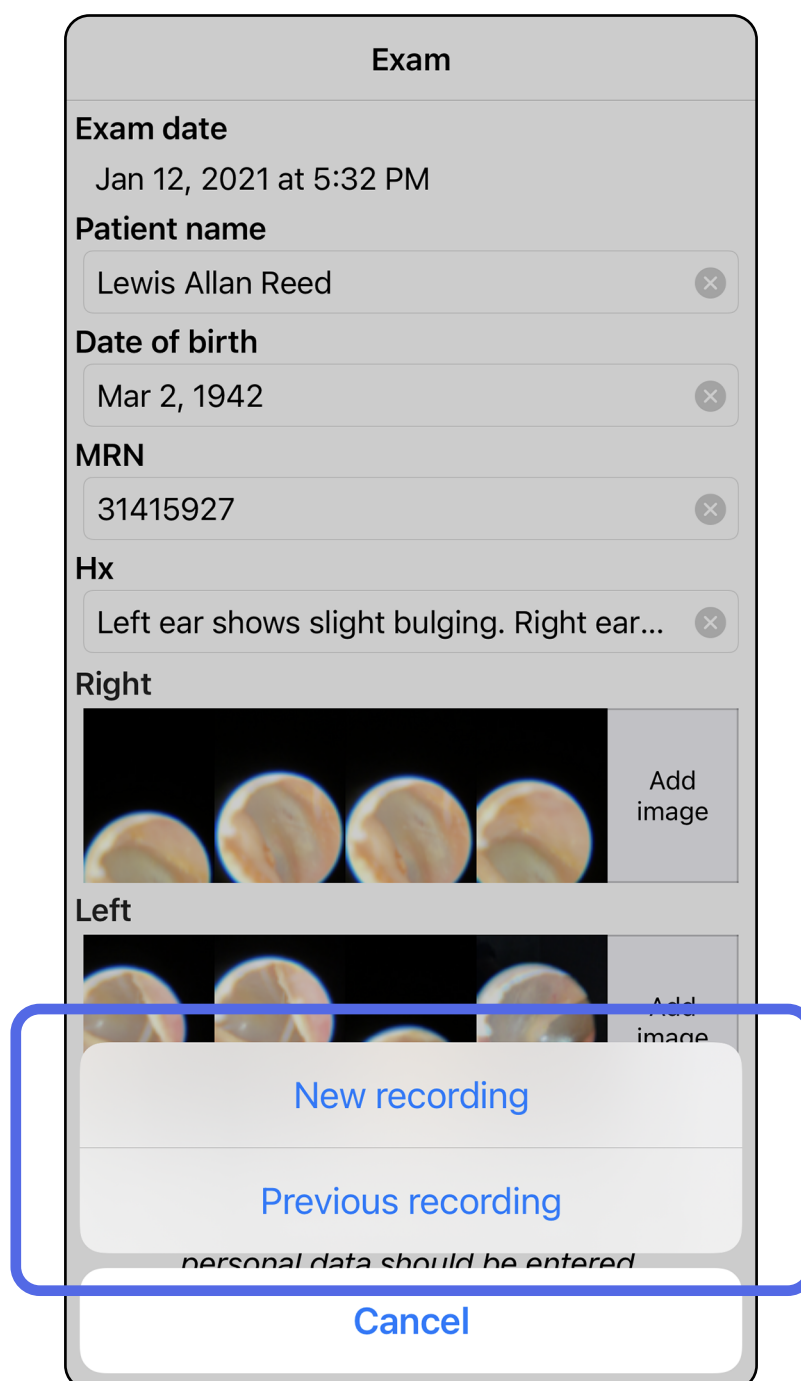 Exam
Exam date
Jan 12, 2021 at 5:32 PM
Patient name
Lewis Allan Reed
Date of birth
Mar 2, 1942
MRN
31415927
Hx
Left ear shows slight bulging. Right ear...
Right
Add
image
Left
Add
image
New recording
Previous recording
personal data should be entered
Cancel